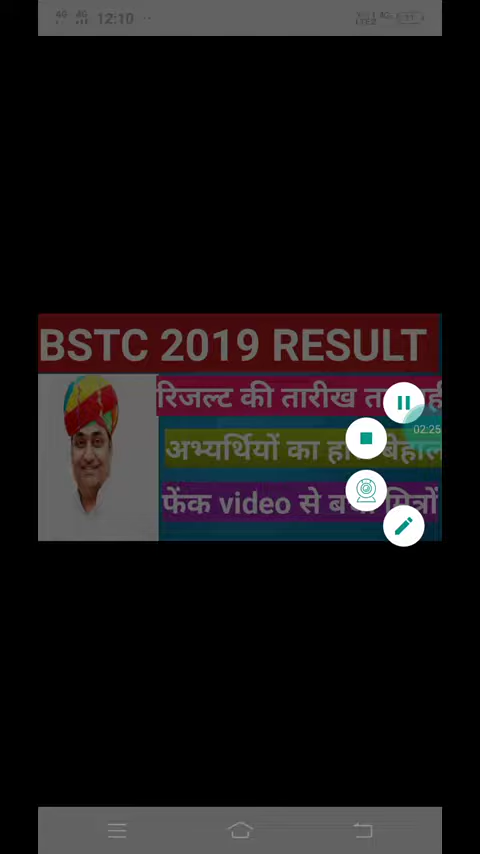 12:10
BSTC 2019 RESULT
रिजल्ट की तारीख
02:25
अभ्यर्थियों का बेहाल
फेंक video से मित्रों